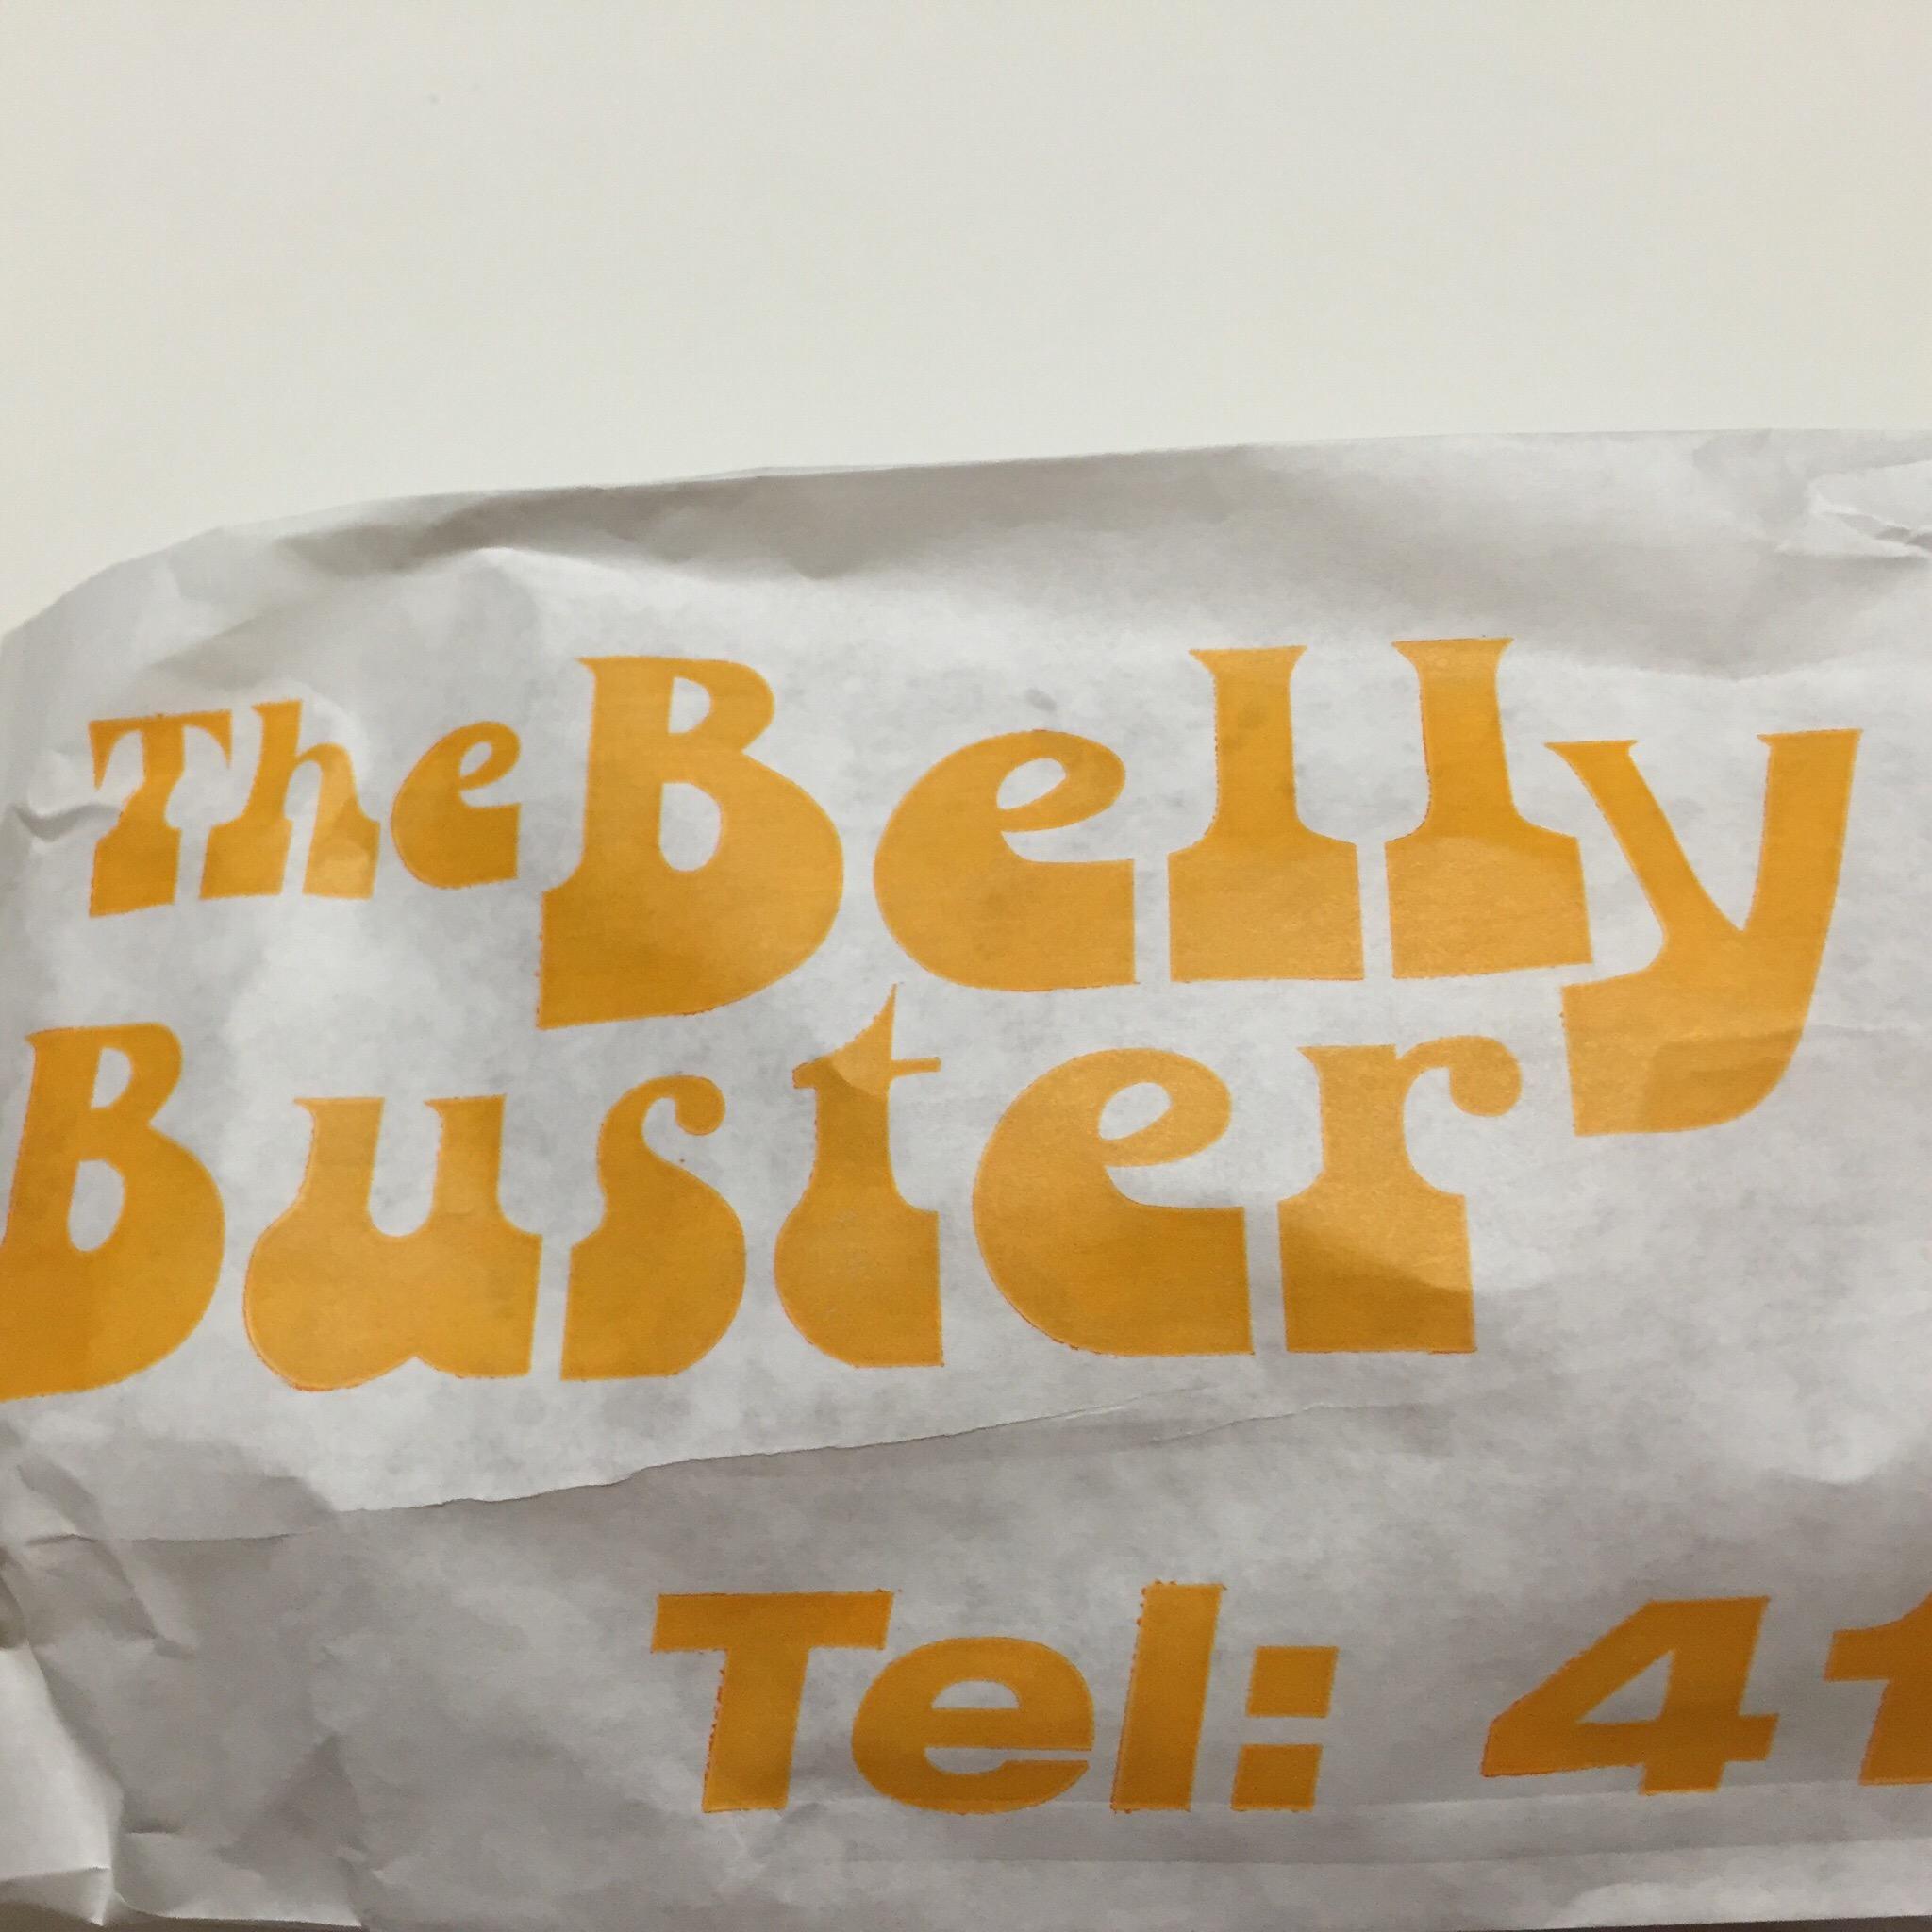 The Belly
Buster
Tel: 41